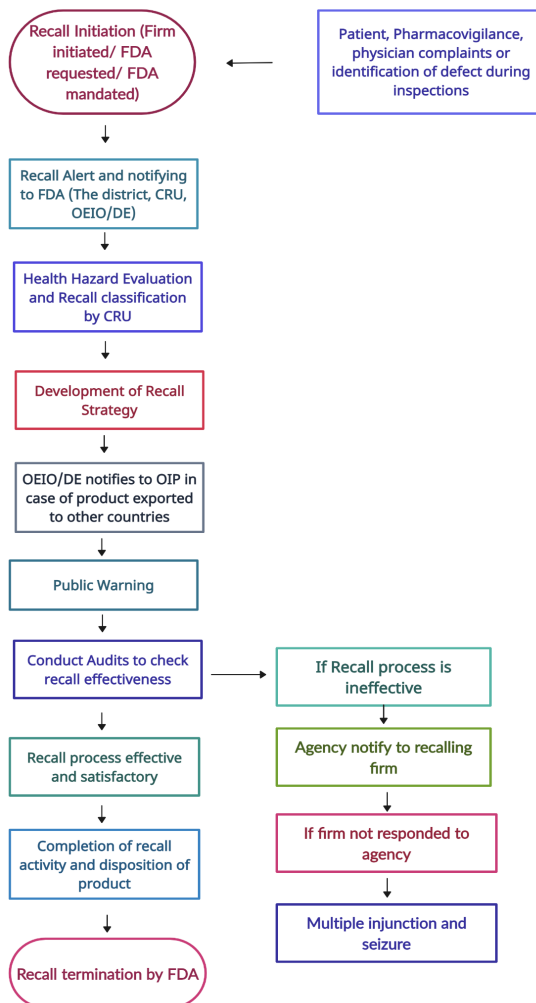 Recall Initiation (Firm
initiated/ FDA
requested/ FDA
mandated)
Patient, Pharmacovigilance,
physician complaints or
identification of defect during
inspections
Recall Alert and notifying
to FDA (The district, CRU,
OEIO/DE)
Health Hazard Evaluation
and Recall classification
by CRU
Development of Recall
Strategy
OEIO/DE notifies to OIP in
case of product exported
to other countries
Public Warning
Conduct Audits to check
recall effectiveness
If Recall process is
ineffective
Recall process effective
and satisfactory
Agency notify to recalling
firm
Completion of recall
activity and disposition of
product
If firm not responded to
agency
Multiple injunction and
seizure
Recall termination by FDA